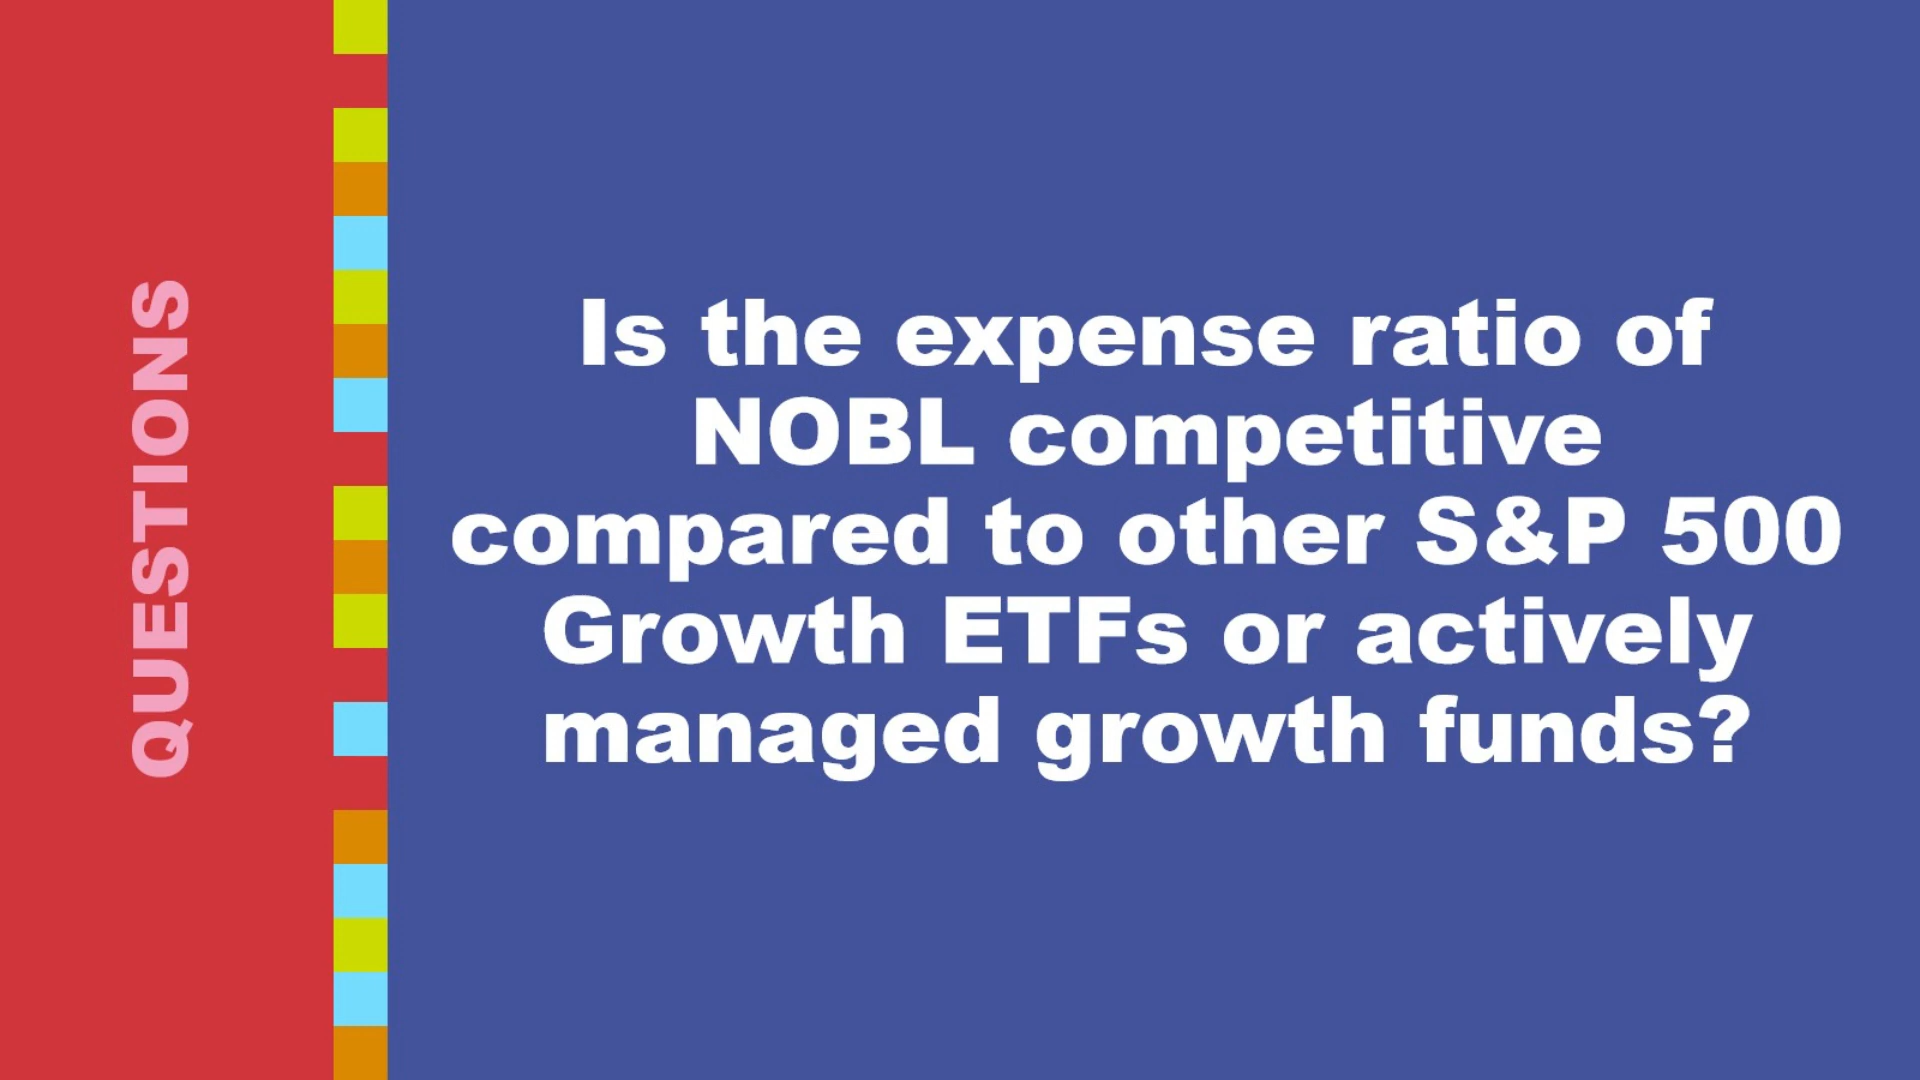 QUESTIONS
Is the expense ratio of
NOBL competitive
compared to other S&P 500
Growth ETFs or actively
managed growth funds?